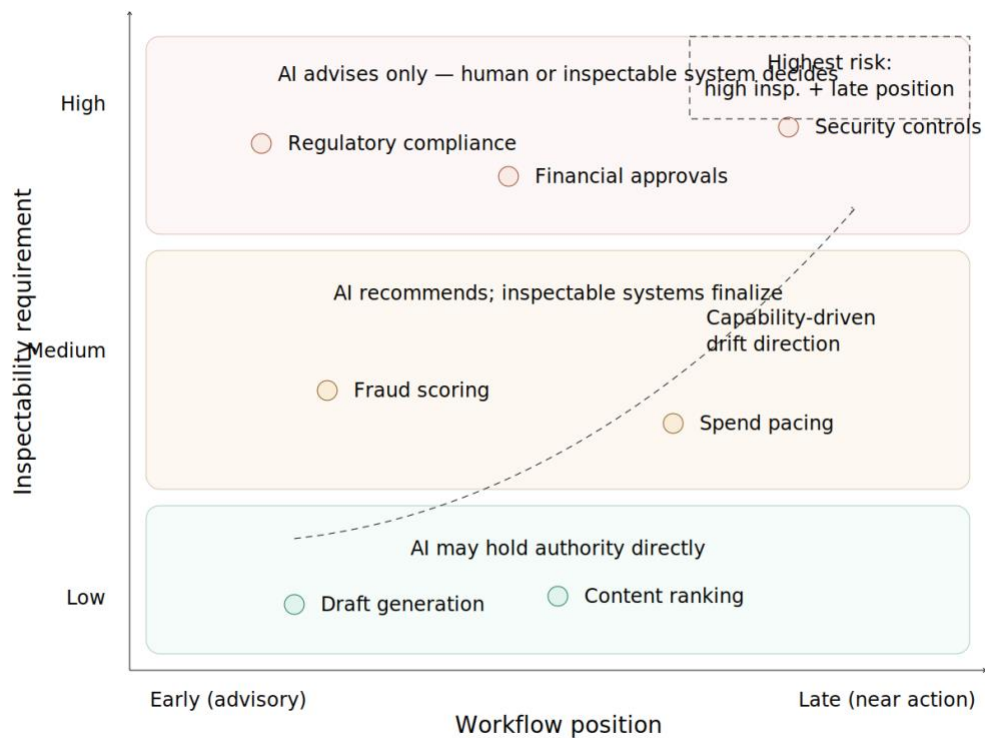 Highest risk:
AI advises only — human or inspectable system decides
high insp. + late position
High
Security controls
Regulatory compliance
Financial approvals
Inspectability requirement
AI recommends; inspectable systems finalize
Capability-driven
drift direction
Medium
Fraud scoring
Spend pacing
AI may hold authority directly
Low
Draft generation
Content ranking
Early (advisory)
Late (near action)
Workflow position